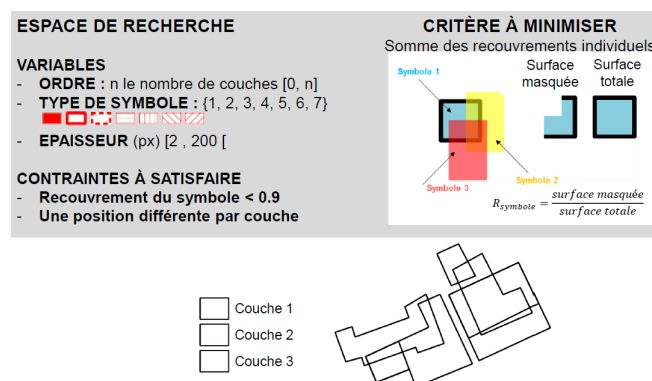 ESPACE DE RECHERCHE
VARIABLES
- ORDRE : n le nombre de couches [0, n]
- TYPE DE SYMBOLE : {1, 2, 3, 4, 5, 6, 7}
- EPAISSEUR (px) [2 , 200 [
CONTRAINTES À SATISFAIRE
- Recouvrement du symbole < 0.9
- Une position différente par couche
CRITÈRE À MINIMISER
Somme des recouvrements individuels
Symbole 1
Surface masquée
Surface totale
Symbole 3
Symbole 2
R_symbole = surface masquée / surface totale
Couche 1
Couche 2
Couche 3